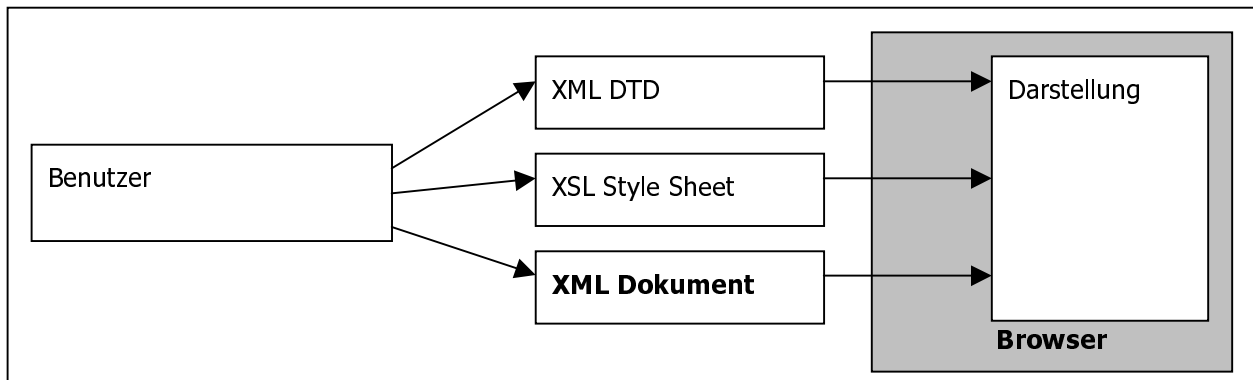 Benutzer
XML DTD
XSL Style Sheet
XML Dokument
Darstellung
Browser